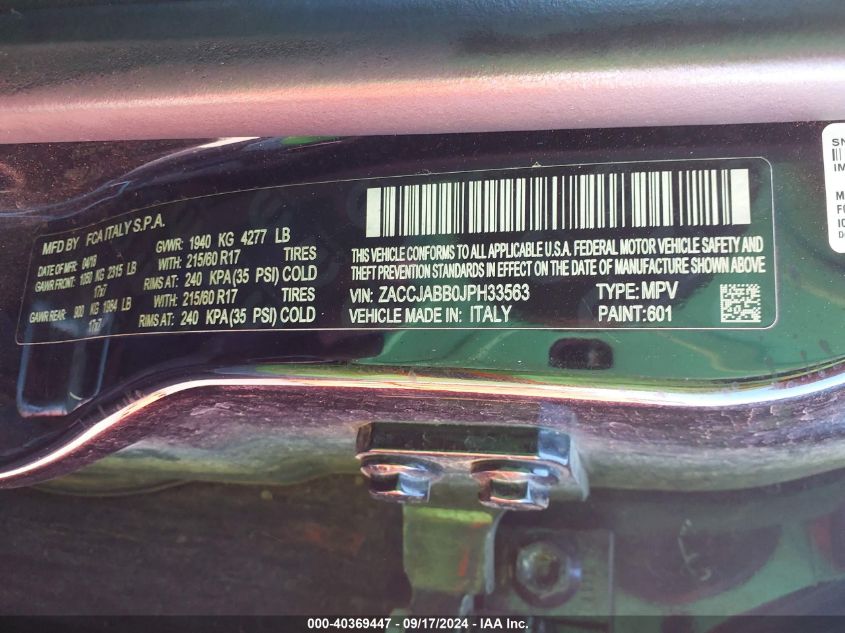 MFD BY FCA ITALY S.P.A.
DATE OF MFR: 04/18 GVWR: 1940 KG 4277 LB
GAWR FRONT: 1050 KG 2315 LB WITH: 215/60 R17 TIRES
17x7 RIMS AT: 240 KPA(35 PSI) COLD
GAWR REAR: 900 KG 1984 LB WITH: 215/60 R17 TIRES
17x7 RIMS AT: 240 KPA(35 PSI) COLD
THIS VEHICLE CONFORMS TO ALL APPLICABLE U.S.A. FEDERAL MOTOR VEHICLE SAFETY AND
THEFT PREVENTION STANDARDS IN EFFECT ON THE DATE OF MANUFACTURE SHOWN ABOVE.
VIN: ZACCJABB0JPH33563 TYPE: MPV
VEHICLE MADE IN: ITALY PAINT: 601
SN
IM
000-40369447 - 09/17/2024 - IAA Inc.